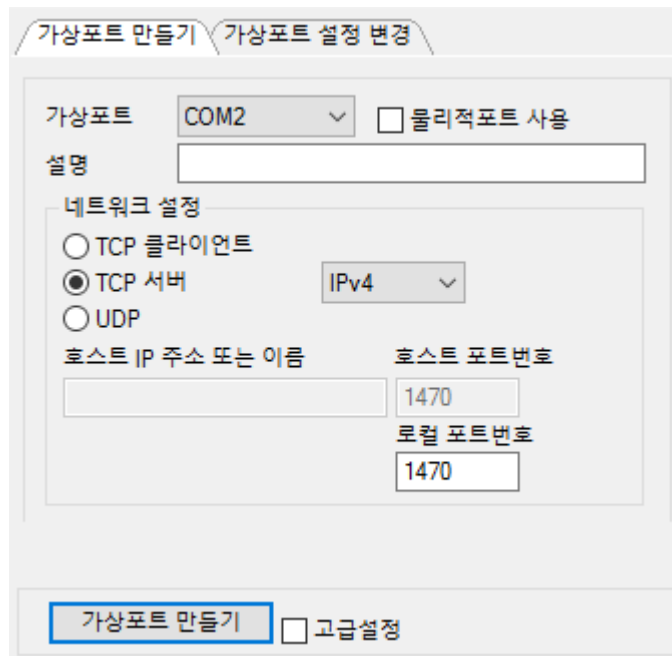 가상포트 만들기 가상포트 설정 변경
가상포트 COM2 물리적포트 사용
설명
네트워크 설정
TCP 클라이언트
TCP 서버 IPv4
UDP
호스트 IP 주소 또는 이름 호스트 포트번호
1470
로컬 포트번호
1470
가상포트 만들기 고급설정